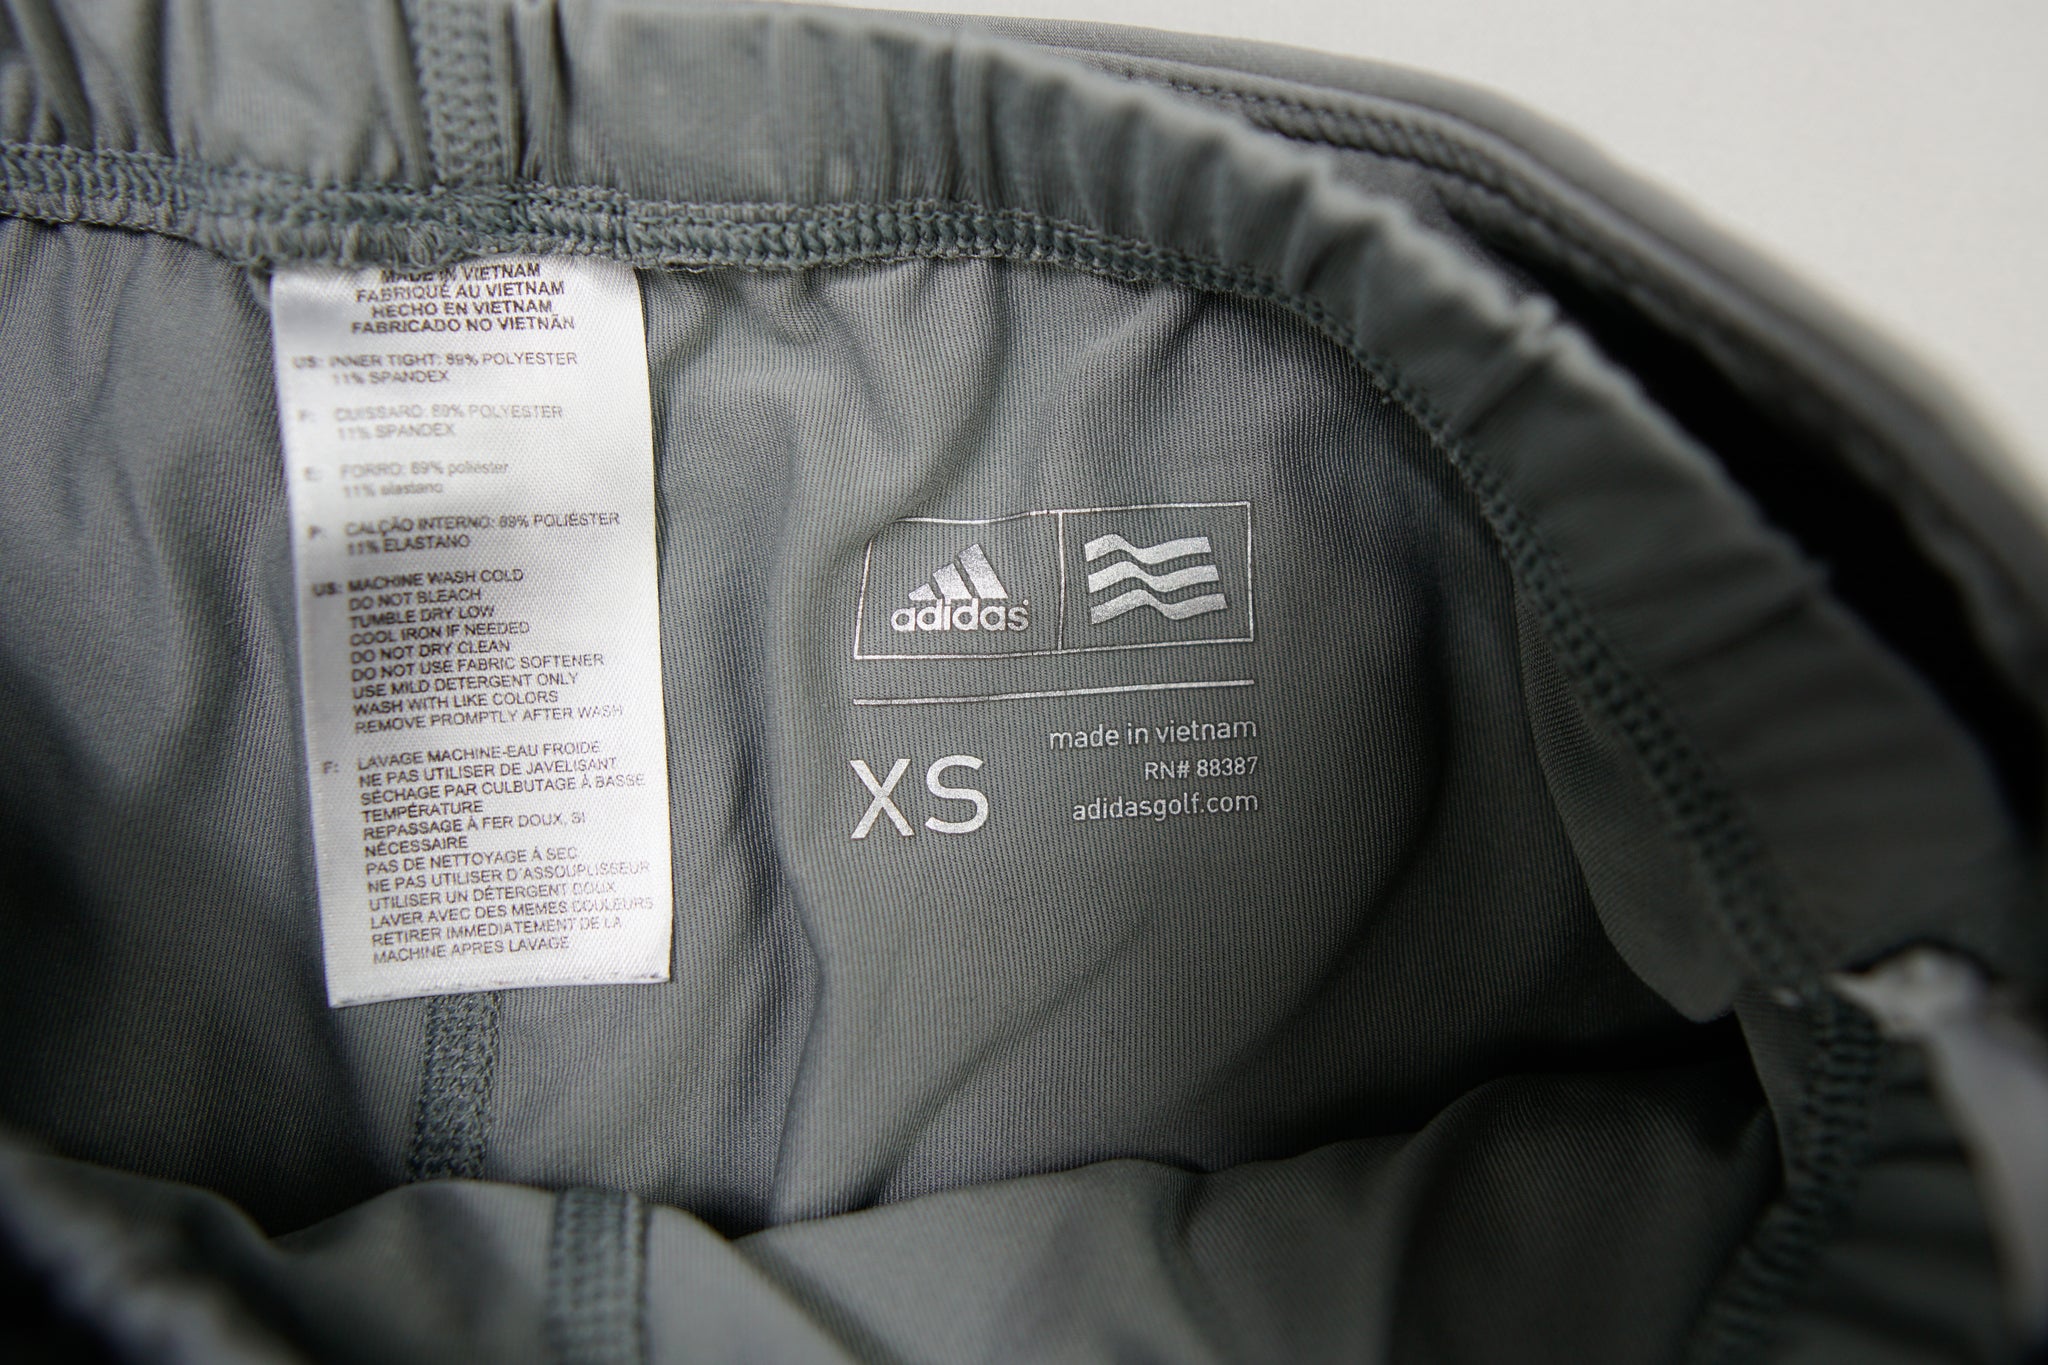 MADE IN VIETNAM
FABRIQUÉ AU VIETNAM
HECHO EN VIETNAM
FABRICADO NO VIETNÃN
US: INNER TIGHT: 89% POLYESTER
11% SPANDEX
F: CUISSARD: 89% POLYESTER
11% SPANDEX
E: FORRO: 89% poliéster
11% elastano
P: CALÇÃO INTERNO: 89% POLIÉSTER
11% ELASTANO
US: MACHINE WASH COLD
DO NOT BLEACH
TUMBLE DRY LOW
COOL IRON IF NEEDED
DO NOT DRY CLEAN
DO NOT USE FABRIC SOFTENER
USE MILD DETERGENT ONLY
WASH WITH LIKE COLORS
REMOVE PROMPTLY AFTER WASH
F: LAVAGE MACHINE-EAU FROIDE
NE PAS UTILISER DE JAVELISANT
SÉCHAGE PAR CULBUTAGE À BASSE
TEMPÉRATURE
REPASSAGE À FER DOUX, SI
NÉCESSAIRE
PAS DE NETTOYAGE À SEC
NE PAS UTILISER D'ASSOUPLISSEUR
UTILISER UN DÉTERGENT DOUX
LAVER AVEC DES MEMES COULEURS
RETIRER IMMEDIATEMENT DE LA
MACHINE APRES LAVAGE
adidas
XS
made in vietnam
RN# 88387
adidasgolf.com